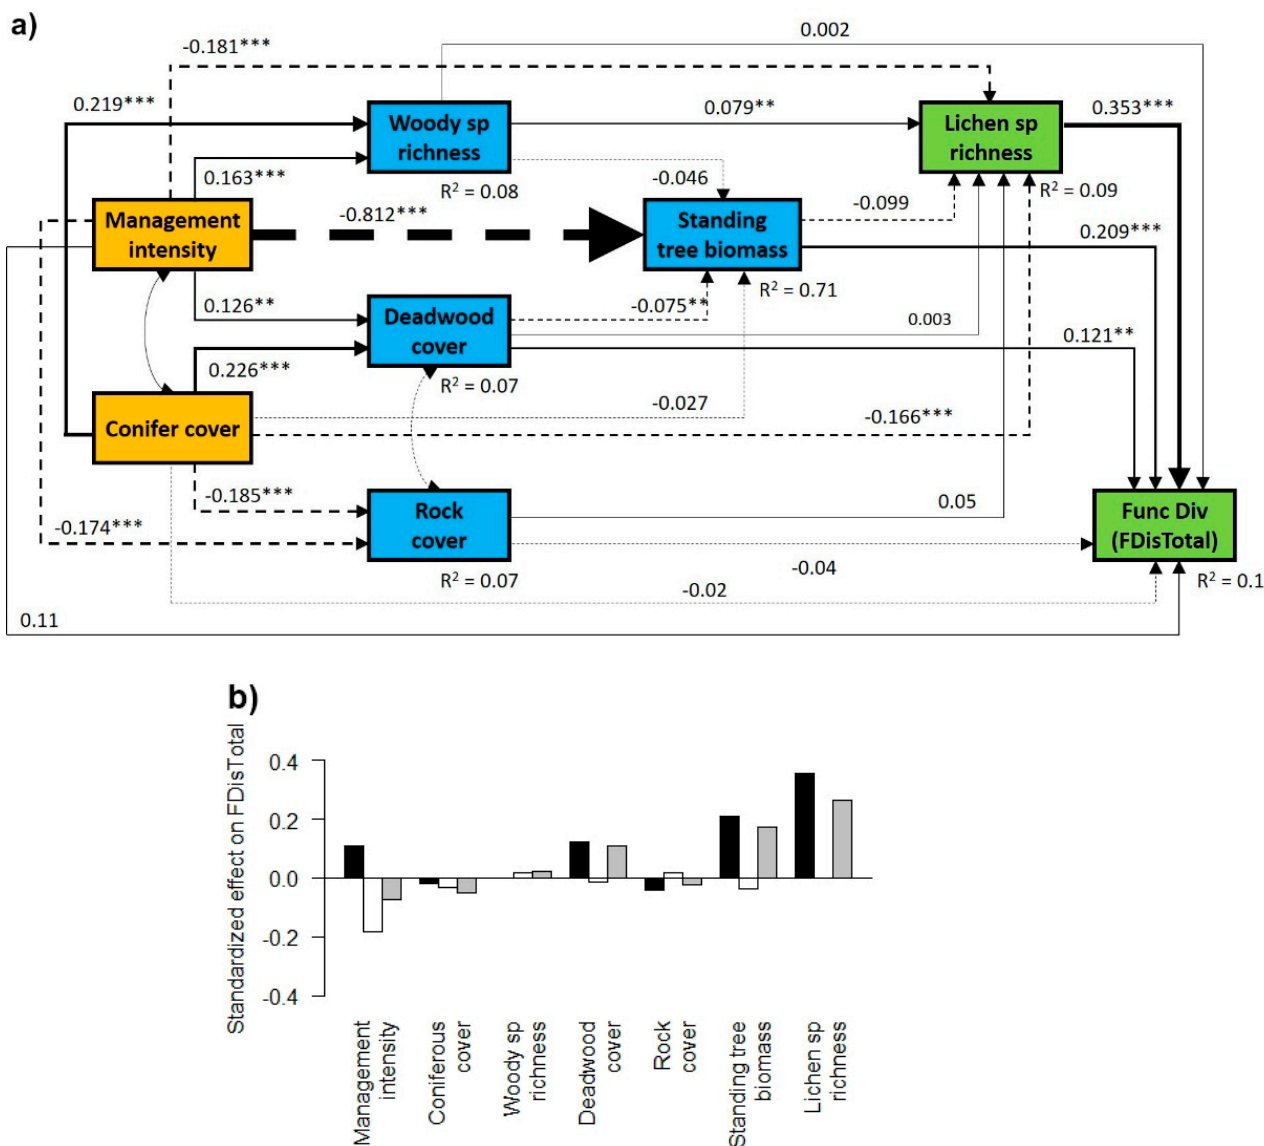 a)
0.002
-0.181***
0.219***
Woody sp
richness
0.079**
Lichen sp
richness
0.353***
0.163***
R² = 0.08
-0.046
R² = 0.09
Management
intensity
-0.812***
Standing
tree biomass
-0.099
0.209***
R² = 0.71
0.126**
Deadwood
cover
-0.075**
0.003
0.121**
0.226***
R² = 0.07
-0.027
Conifer cover
-0.166***
-0.185***
-0.174***
Rock
cover
0.05
Func Div
(FDisTotal)
R² = 0.07
-0.04
R² = 0.1
-0.02
0.11
b)
Standardized effect on FDisTotal
0.4
0.2
0.0
-0.2
-0.4
Management
intensity
Coniferous
cover
Woody sp
richness
Deadwood
cover
Rock
cover
Standing tree
biomass
Lichen sp
richness